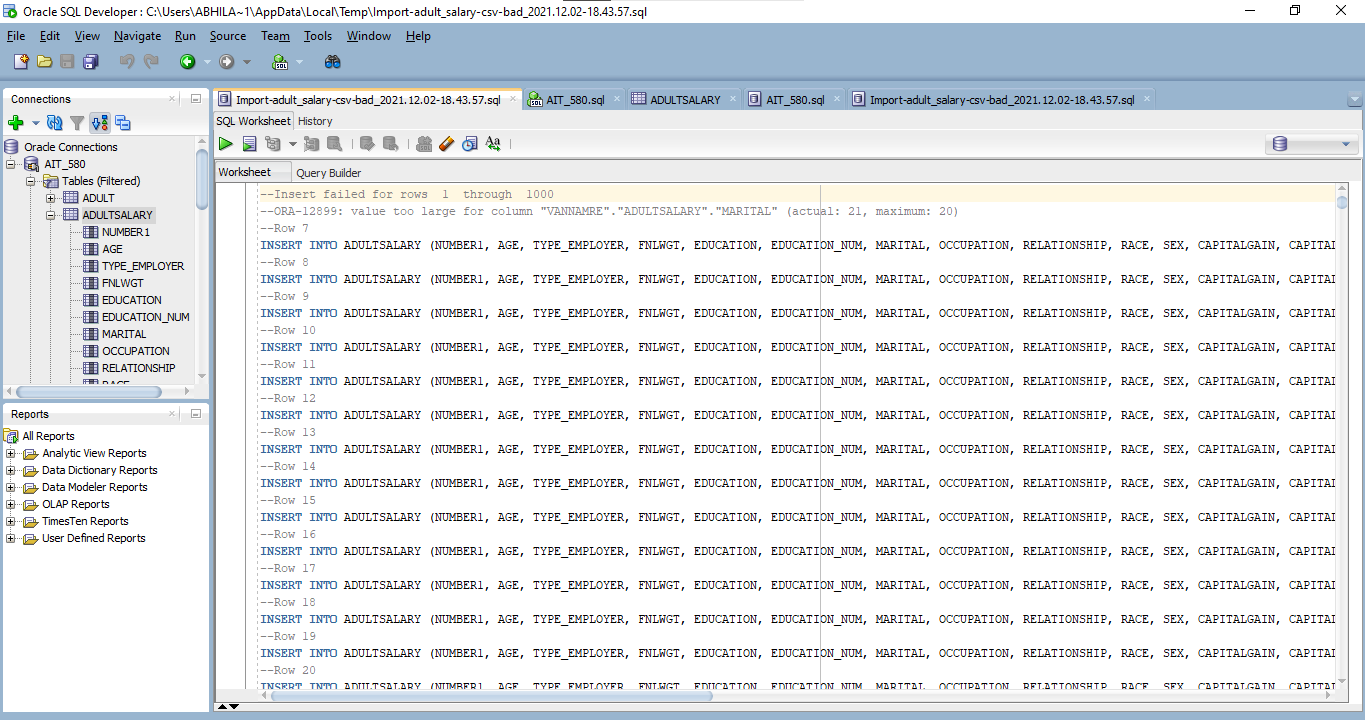 Oracle SQL Developer : C:\Users\ABHILA~1\AppData\Local\Temp\Import-adult_salary-csv-bad_2021.12.02-18.43.57.sql
File Edit View Navigate Run Source Team Tools Window Help
Connections
Oracle Connections
AIT_580
Tables (Filtered)
ADULT
ADULTSALARY
NUMBER1
AGE
TYPE_EMPLOYER
FNLWGT
EDUCATION
EDUCATION_NUM
MARITAL
OCCUPATION
RELATIONSHIP
RACE
Reports
All Reports
Analytic View Reports
Data Dictionary Reports
Data Modeler Reports
OLAP Reports
TimesTen Reports
User Defined Reports
Import-adult_salary-csv-bad_2021.12.02-18.43.57.sql AIT_580.sql ADULTSALARY AIT_580.sql Import-adult_salary-csv-bad_2021.12.02-18.43.57.sql
SQL Worksheet History
Aa
Worksheet Query Builder
--Insert failed for rows 1 through 1000
--ORA-12899: value too large for column "VANNAMRE"."ADULTSALARY"."MARITAL" (actual: 21, maximum: 20)
--Row 7
INSERT INTO ADULTSALARY (NUMBER1, AGE, TYPE_EMPLOYER, FNLWGT, EDUCATION, EDUCATION_NUM, MARITAL, OCCUPATION, RELATIONSHIP, RACE, SEX, CAPITALGAIN, CAPITAL
--Row 8
INSERT INTO ADULTSALARY (NUMBER1, AGE, TYPE_EMPLOYER, FNLWGT, EDUCATION, EDUCATION_NUM, MARITAL, OCCUPATION, RELATIONSHIP, RACE, SEX, CAPITALGAIN, CAPITAL
--Row 9
INSERT INTO ADULTSALARY (NUMBER1, AGE, TYPE_EMPLOYER, FNLWGT, EDUCATION, EDUCATION_NUM, MARITAL, OCCUPATION, RELATIONSHIP, RACE, SEX, CAPITALGAIN, CAPITAL
--Row 10
INSERT INTO ADULTSALARY (NUMBER1, AGE, TYPE_EMPLOYER, FNLWGT, EDUCATION, EDUCATION_NUM, MARITAL, OCCUPATION, RELATIONSHIP, RACE, SEX, CAPITALGAIN, CAPITAL
--Row 11
INSERT INTO ADULTSALARY (NUMBER1, AGE, TYPE_EMPLOYER, FNLWGT, EDUCATION, EDUCATION_NUM, MARITAL, OCCUPATION, RELATIONSHIP, RACE, SEX, CAPITALGAIN, CAPITAL
--Row 12
INSERT INTO ADULTSALARY (NUMBER1, AGE, TYPE_EMPLOYER, FNLWGT, EDUCATION, EDUCATION_NUM, MARITAL, OCCUPATION, RELATIONSHIP, RACE, SEX, CAPITALGAIN, CAPITAL
--Row 13
INSERT INTO ADULTSALARY (NUMBER1, AGE, TYPE_EMPLOYER, FNLWGT, EDUCATION, EDUCATION_NUM, MARITAL, OCCUPATION, RELATIONSHIP, RACE, SEX, CAPITALGAIN, CAPITAL
--Row 14
INSERT INTO ADULTSALARY (NUMBER1, AGE, TYPE_EMPLOYER, FNLWGT, EDUCATION, EDUCATION_NUM, MARITAL, OCCUPATION, RELATIONSHIP, RACE, SEX, CAPITALGAIN, CAPITAL
--Row 15
INSERT INTO ADULTSALARY (NUMBER1, AGE, TYPE_EMPLOYER, FNLWGT, EDUCATION, EDUCATION_NUM, MARITAL, OCCUPATION, RELATIONSHIP, RACE, SEX, CAPITALGAIN, CAPITAL
--Row 16
INSERT INTO ADULTSALARY (NUMBER1, AGE, TYPE_EMPLOYER, FNLWGT, EDUCATION, EDUCATION_NUM, MARITAL, OCCUPATION, RELATIONSHIP, RACE, SEX, CAPITALGAIN, CAPITAL
--Row 17
INSERT INTO ADULTSALARY (NUMBER1, AGE, TYPE_EMPLOYER, FNLWGT, EDUCATION, EDUCATION_NUM, MARITAL, OCCUPATION, RELATIONSHIP, RACE, SEX, CAPITALGAIN, CAPITAL
--Row 18
INSERT INTO ADULTSALARY (NUMBER1, AGE, TYPE_EMPLOYER, FNLWGT, EDUCATION, EDUCATION_NUM, MARITAL, OCCUPATION, RELATIONSHIP, RACE, SEX, CAPITALGAIN, CAPITAL
--Row 19
INSERT INTO ADULTSALARY (NUMBER1, AGE, TYPE_EMPLOYER, FNLWGT, EDUCATION, EDUCATION_NUM, MARITAL, OCCUPATION, RELATIONSHIP, RACE, SEX, CAPITALGAIN, CAPITAL
--Row 20
INSERT INTO ADULTSALARY (NUMBER1, AGE, TYPE_EMPLOYER, FNLWGT, EDUCATION, EDUCATION_NUM, MARITAL, OCCUPATION, RELATIONSHIP, RACE, SEX, CAPITALGAIN, CAPITAL